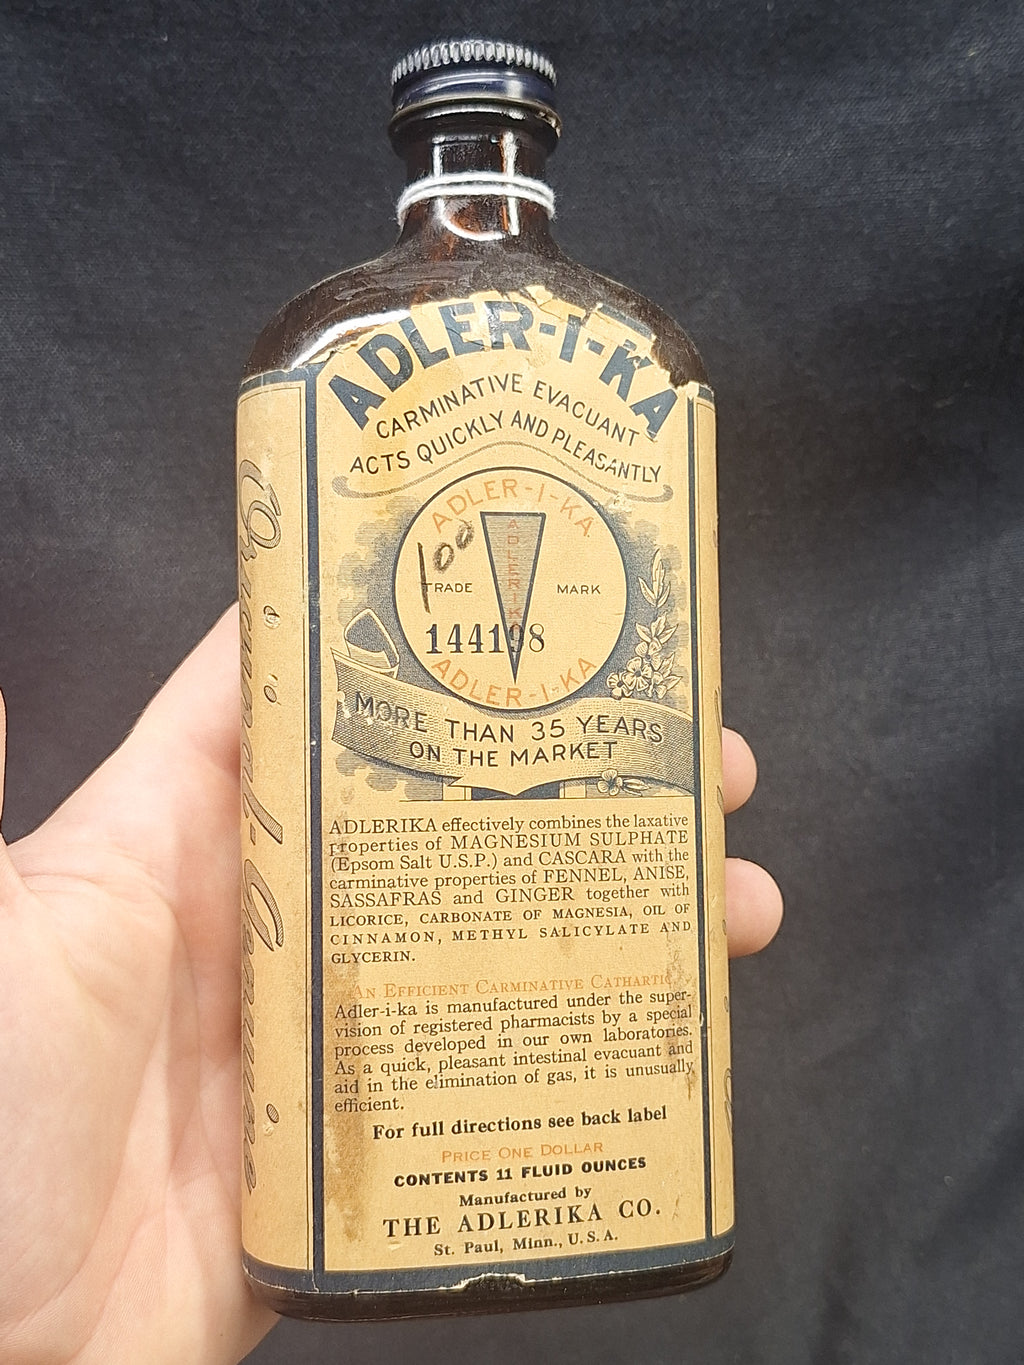 ADLER-I-KA
CARMINATIVE EVACUANT
ACTS QUICKLY AND PLEASANTLY
ADLER-I-KA
ADLERIKA
100
TRADE MARK
144198
ADLER-I-KA
MORE THAN 35 YEARS
ON THE MARKET
ADLERIKA effectively combines the laxative
properties of MAGNESIUM SULPHATE
(Epsom Salt U.S.P.) and CASCARA with the
carminative properties of FENNEL, ANISE,
SASSAFRAS and GINGER together with
LICORICE, CARBONATE OF MAGNESIA, OIL OF
CINNAMON, METHYL SALICYLATE AND
GLYCERIN.
AN EFFICIENT CARMINATIVE CATHARTIC
Adler-i-ka is manufactured under the super-
vision of registered pharmacists by a special
process developed in our own laboratories.
As a quick, pleasant intestinal evacuant and
aid in the elimination of gas, it is unusually
efficient.
For full directions see back label
PRICE ONE DOLLAR
CONTENTS 11 FLUID OUNCES
Manufactured by
THE ADLERIKA CO.
St. Paul, Minn., U.S.A.
Original-Genuine